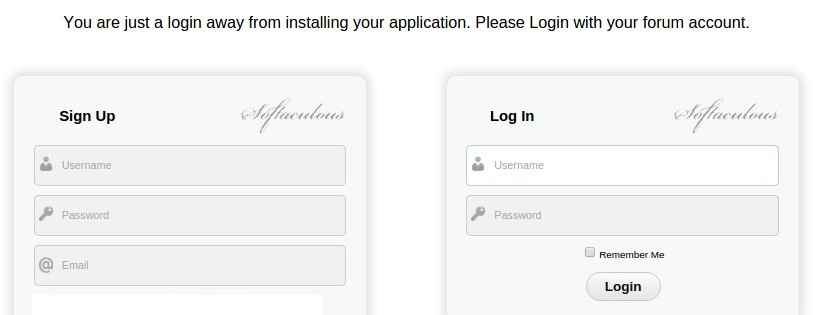 You are just a login away from installing your application. Please Login with your forum account.
Sign Up
Softaculous
Username
Password
@ Email
Log In
Softaculous
Username
Password
Remember Me
Login